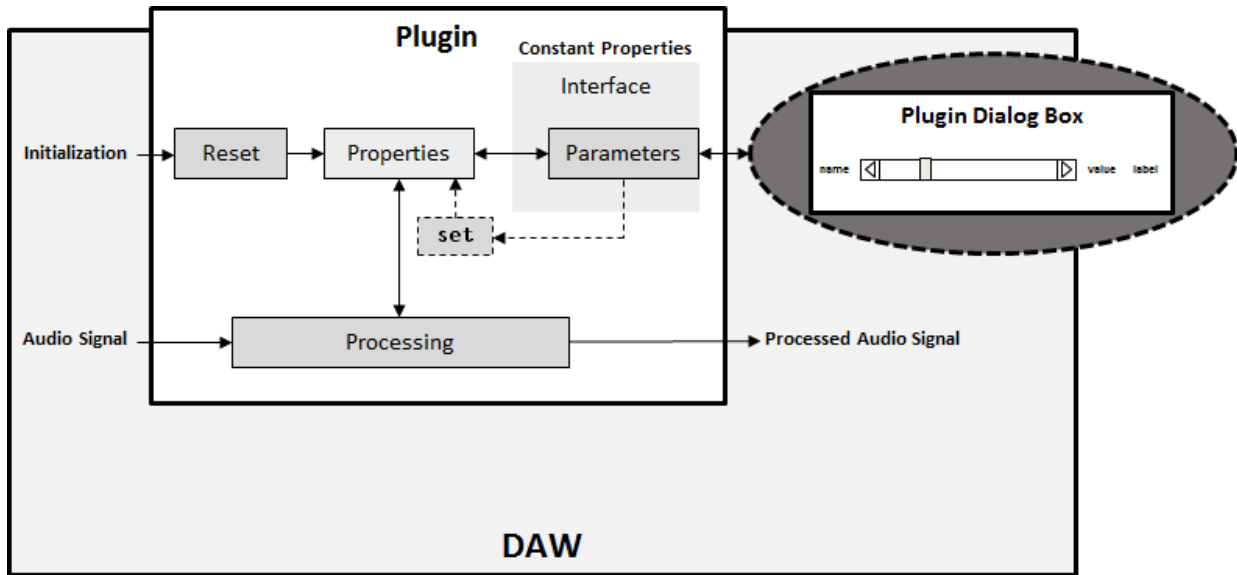 Plugin
Constant Properties
Interface
Plugin Dialog Box
Initialization
Reset
Properties
Parameters
name
value
label
set
Audio Signal
Processing
Processed Audio Signal
DAW